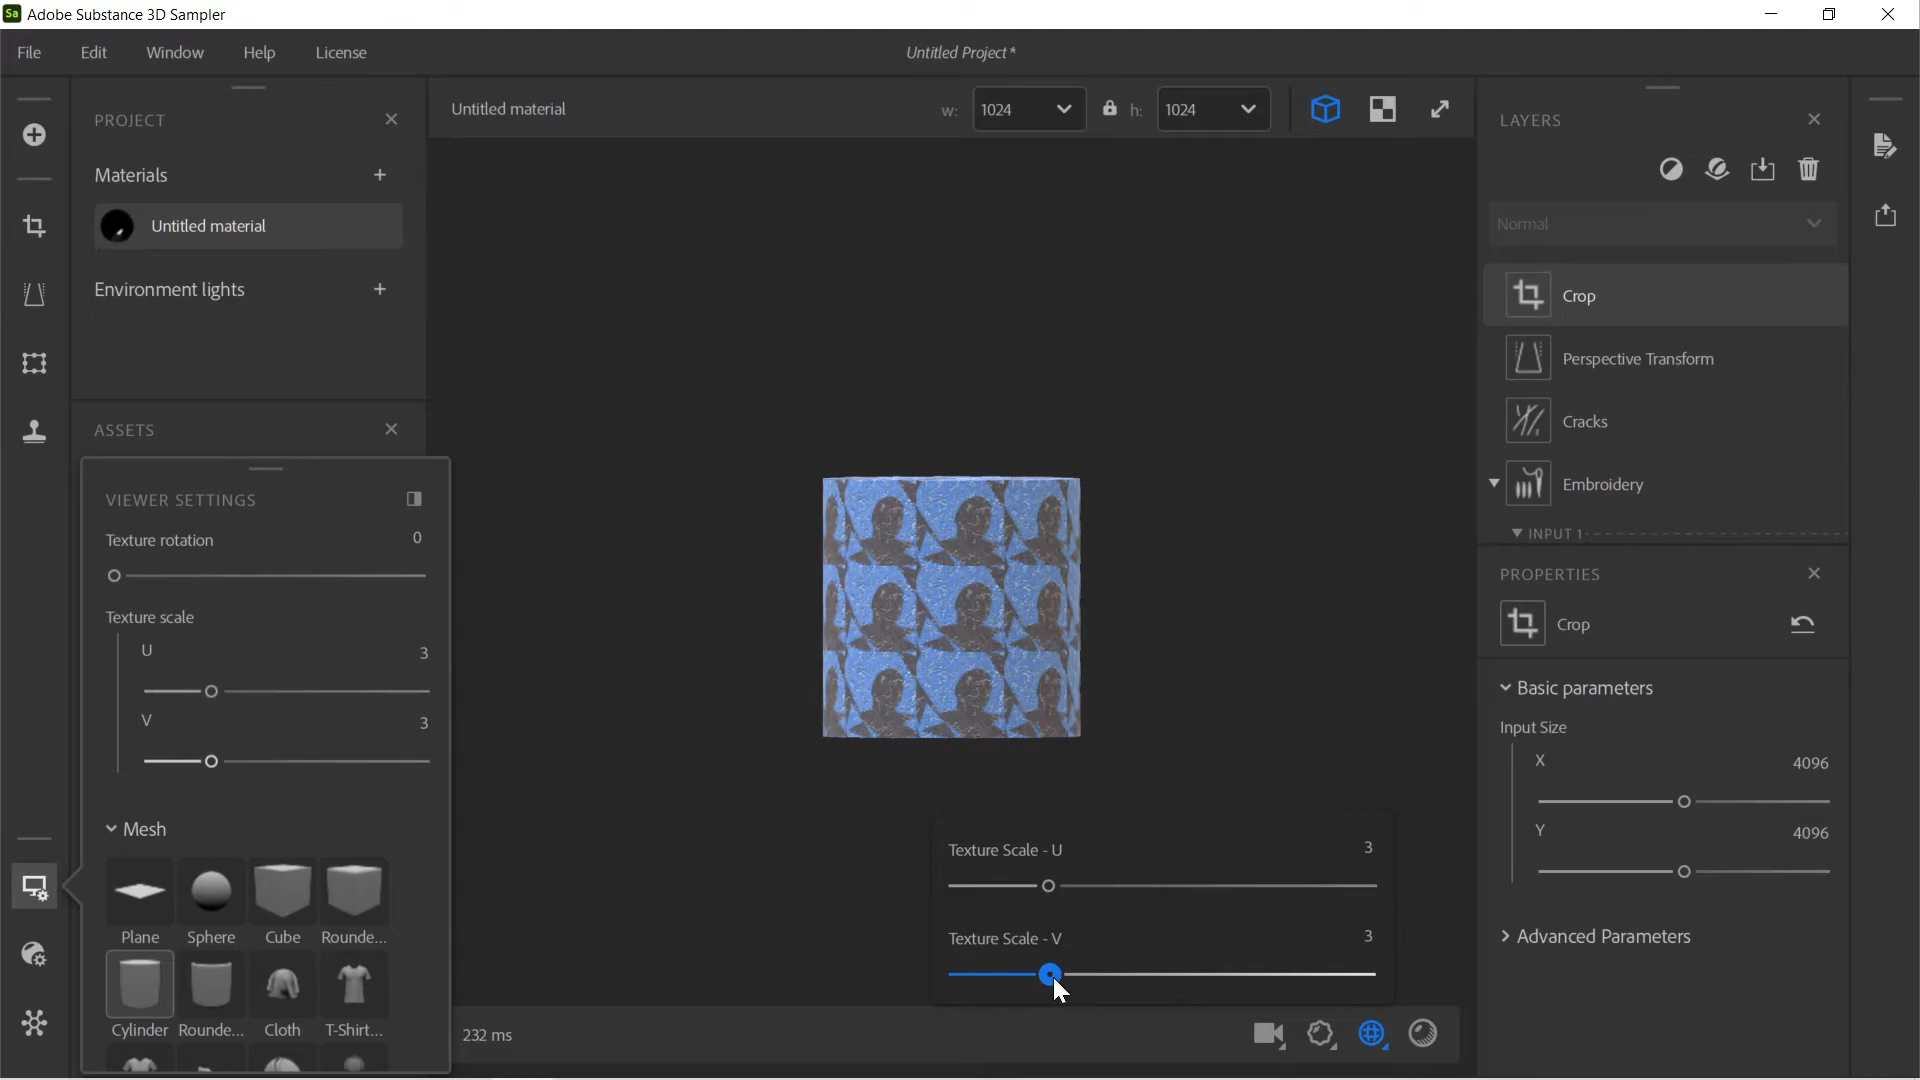 Sa Adobe Substance 3D Sampler
File Edit Window Help License Untitled Project*
PROJECT
Materials
Untitled material
Environment lights
ASSETS
VIEWER SETTINGS
Texture rotation 0
Texture scale
U 3
V 3
Mesh
Plane Sphere Cube Rounde...
Cylinder Rounde... Cloth T-Shirt...
Untitled material w: 1024 h: 1024
Texture Scale - U 3
Texture Scale - V 3
232 ms
LAYERS
Normal
Crop
Perspective Transform
Cracks
Embroidery
INPUT 1
PROPERTIES
Crop
Basic parameters
Input Size
X 4096
Y 4096
Advanced Parameters